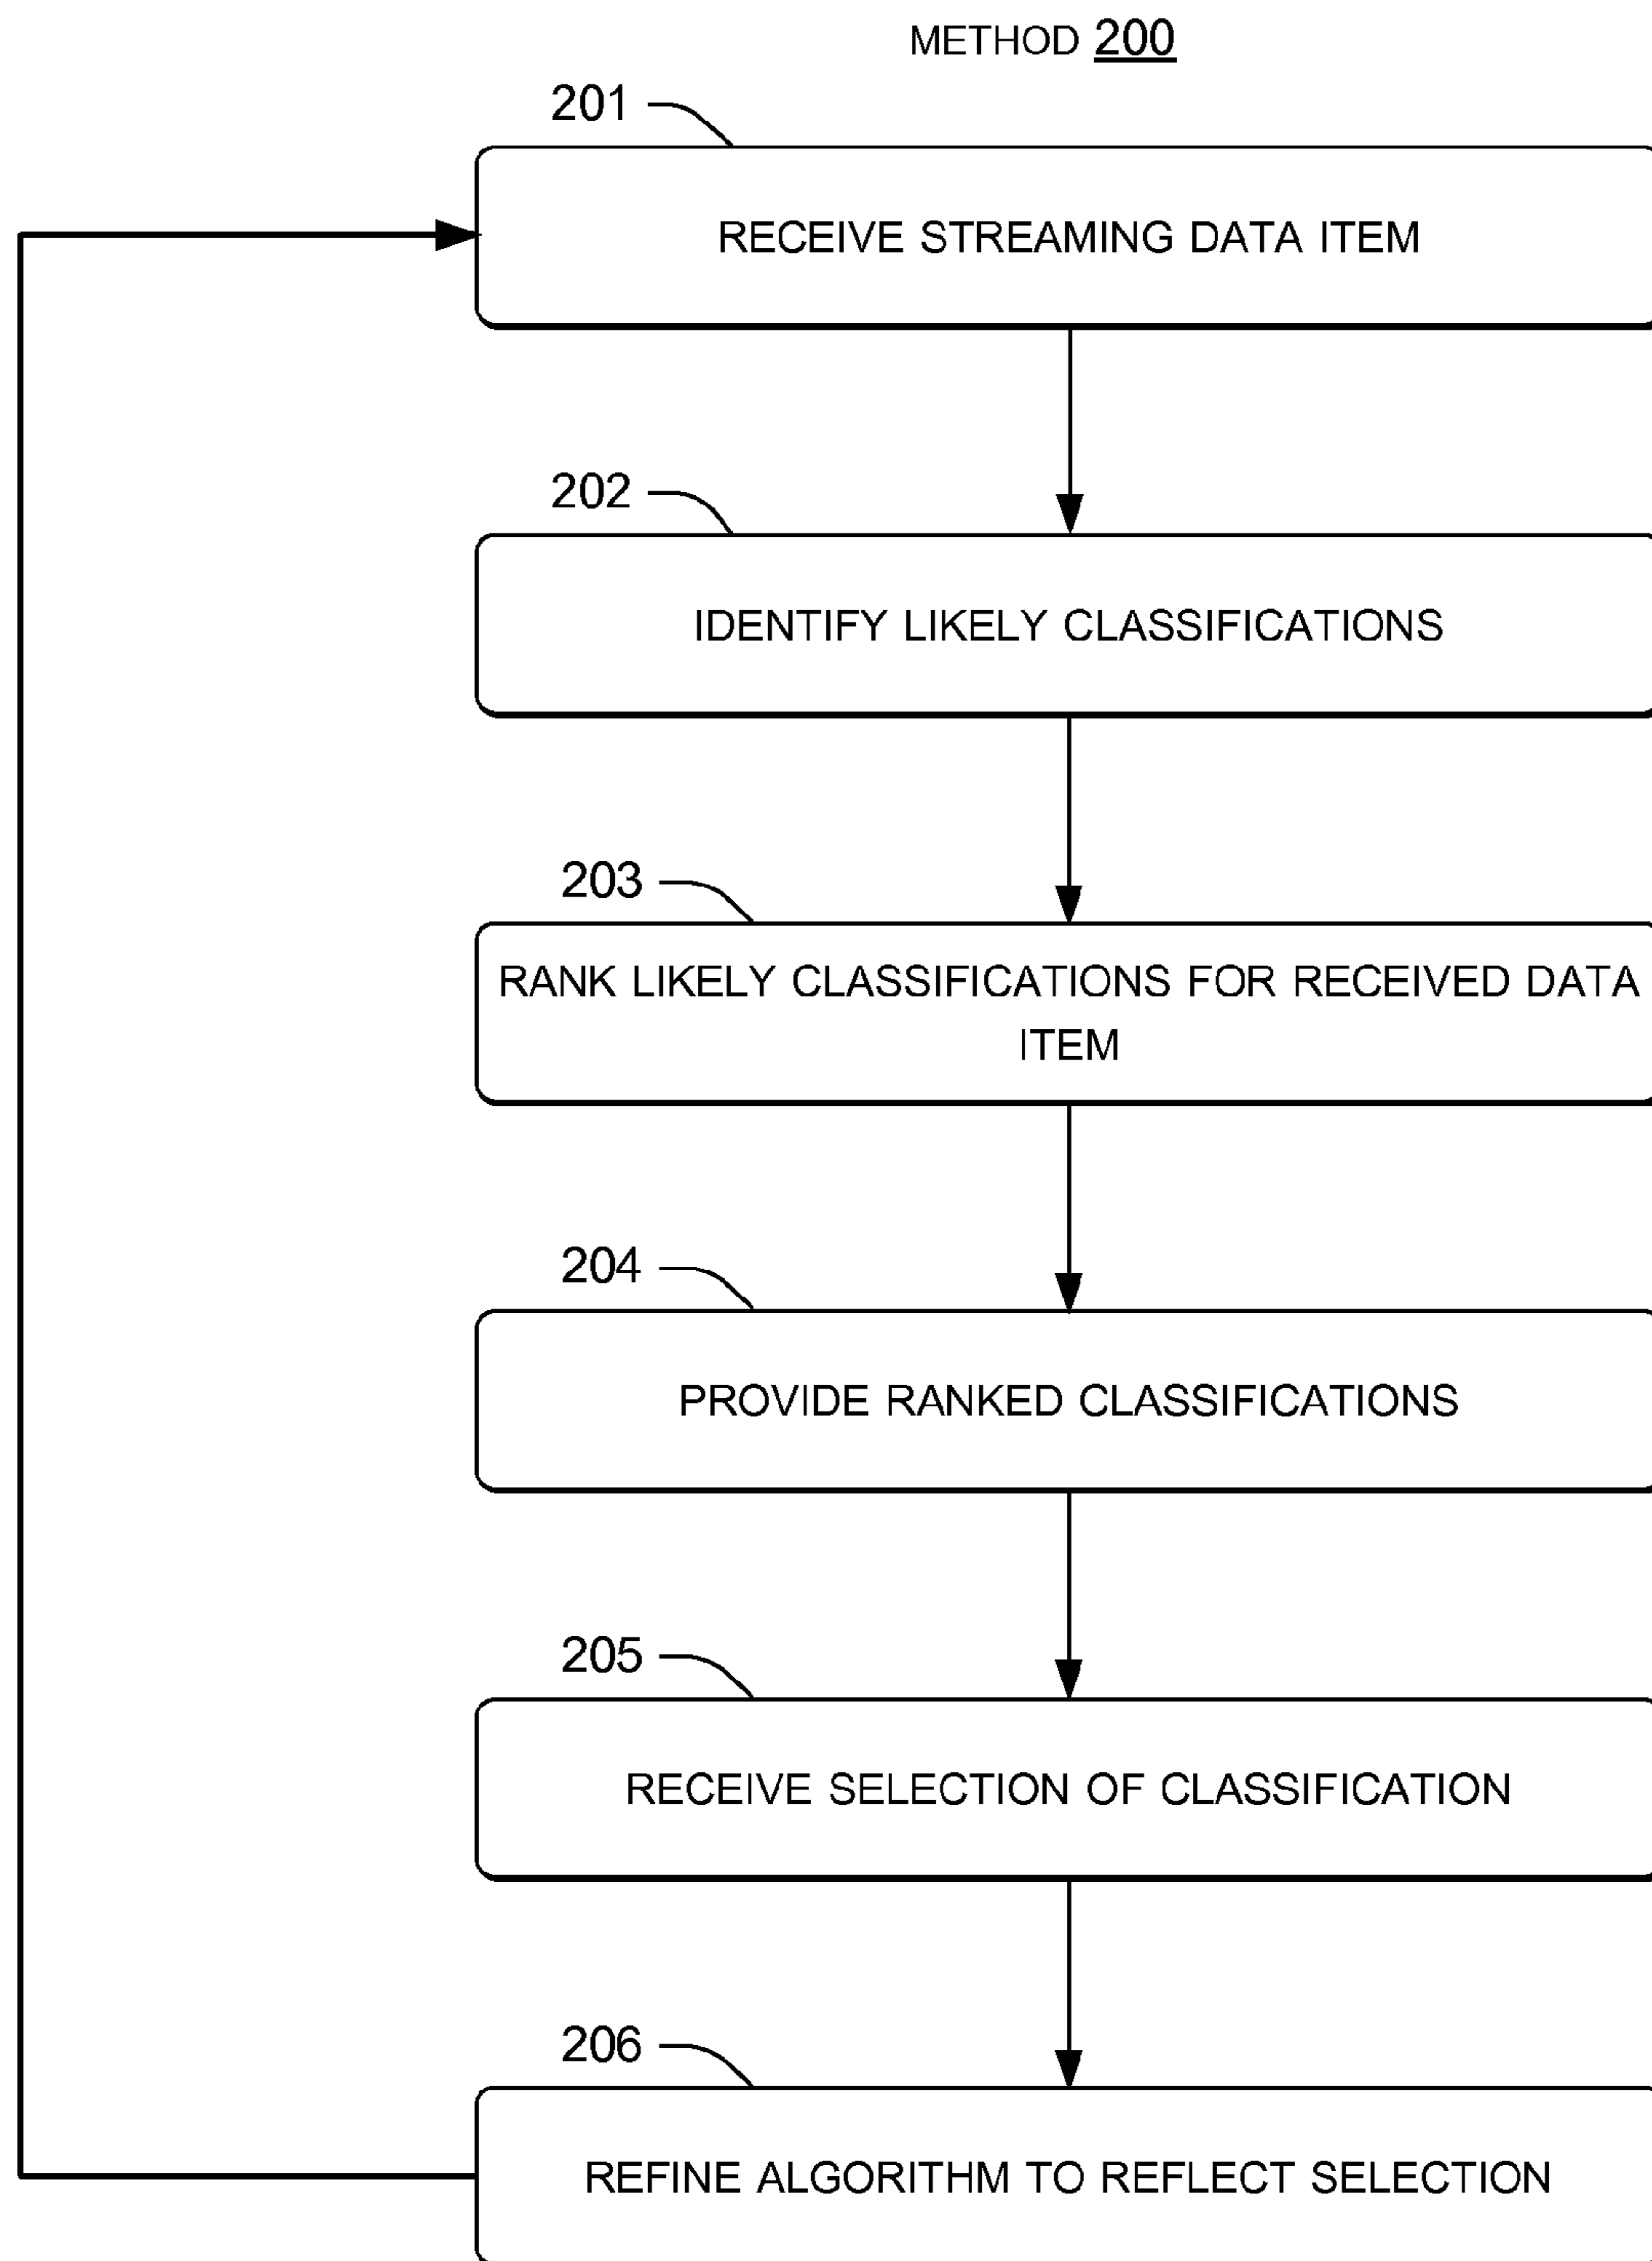 METHOD 200
201
RECEIVE STREAMING DATA ITEM
202
IDENTIFY LIKELY CLASSIFICATIONS
203
RANK LIKELY CLASSIFICATIONS FOR RECEIVED DATA
ITEM
204
PROVIDE RANKED CLASSIFICATIONS
205
RECEIVE SELECTION OF CLASSIFICATION
206
REFINE ALGORITHM TO REFLECT SELECTION